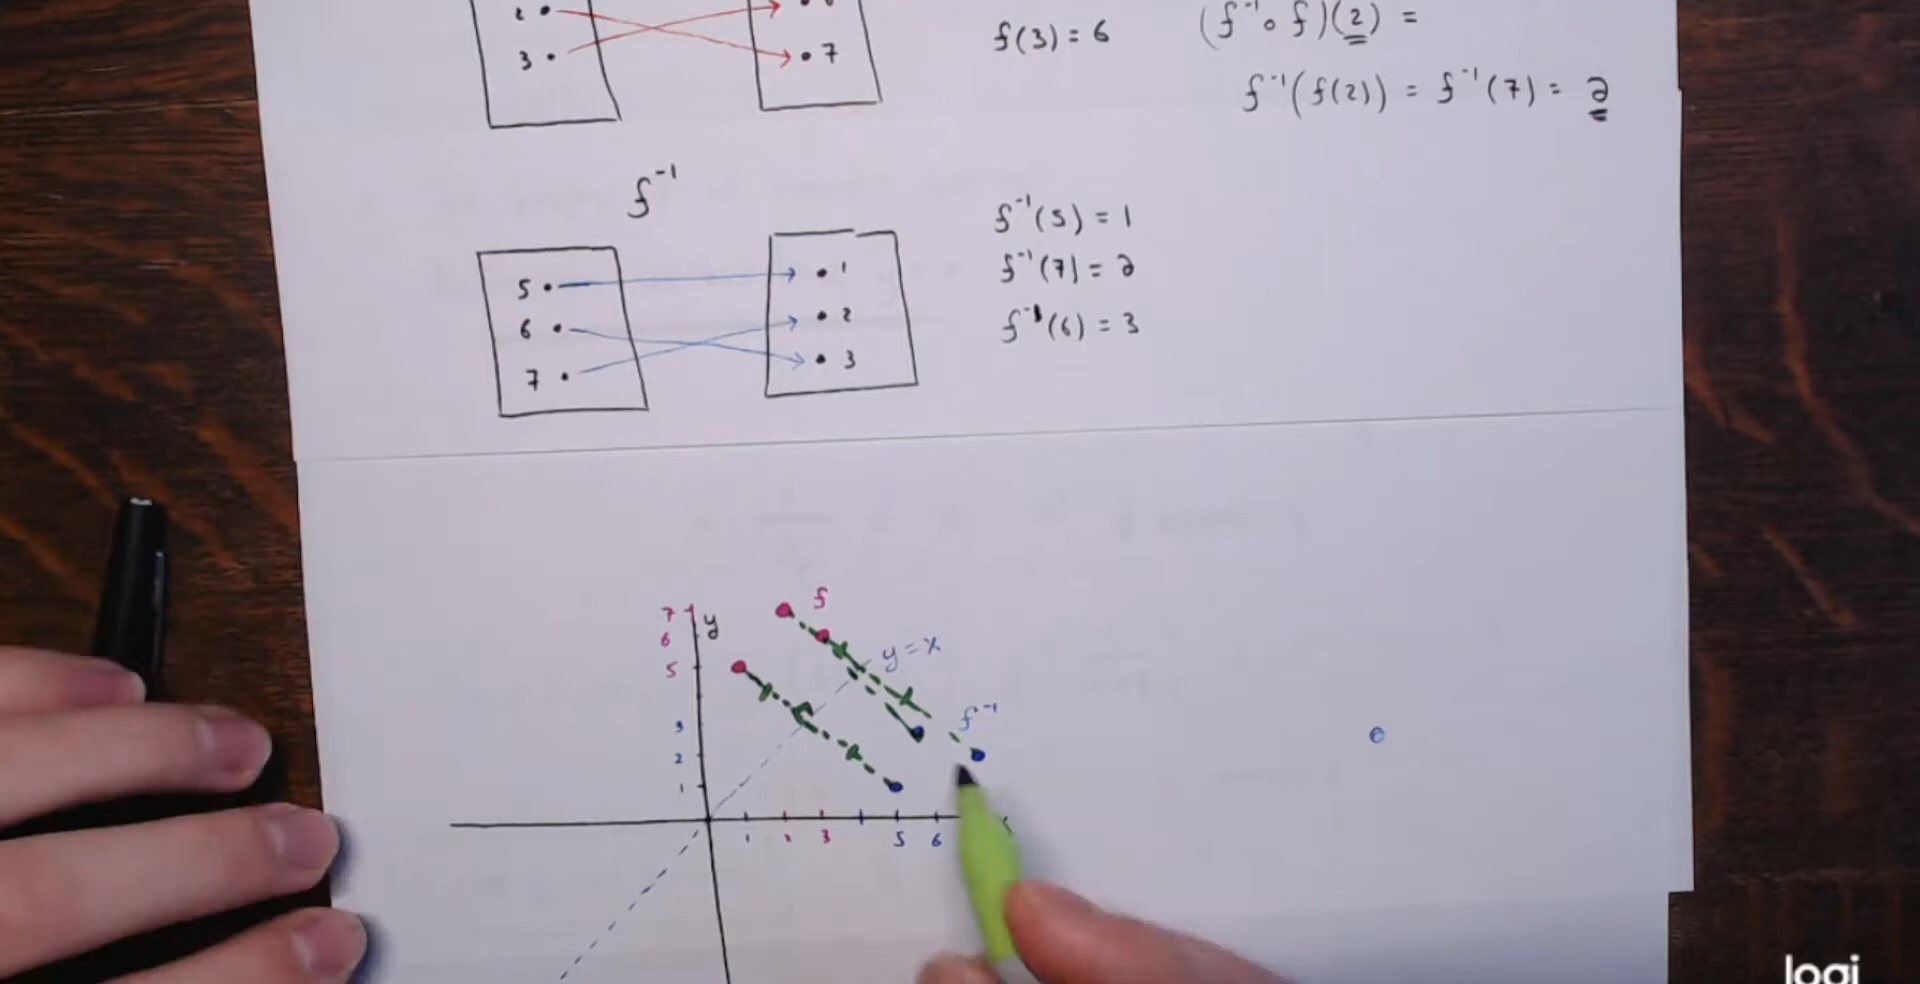 2
3
7
f(3) = 6
(f⁻¹∘ f)(2) =
f⁻¹(f(2)) = f⁻¹(7) = 2
f⁻¹
5
6
7
1
2
3
f⁻¹(5) = 1
f⁻¹(7) = 2
f⁻¹(6) = 3
7
6
5
3
2
1
y
f
y = x
f⁻¹
1 2 3 5 6
logi